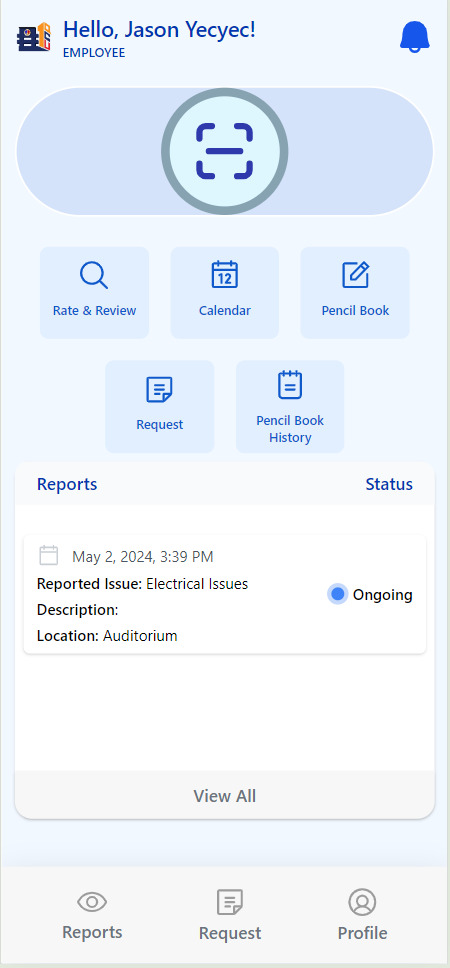 Hello, Jason Yecyec!
EMPLOYEE
Rate & Review
12
Calendar
Pencil Book
Request
Pencil Book
History
Reports
Status
May 2, 2024, 3:39 PM
Reported Issue: Electrical Issues
Description:
Location: Auditorium
Ongoing
View All
Reports
Request
Profile